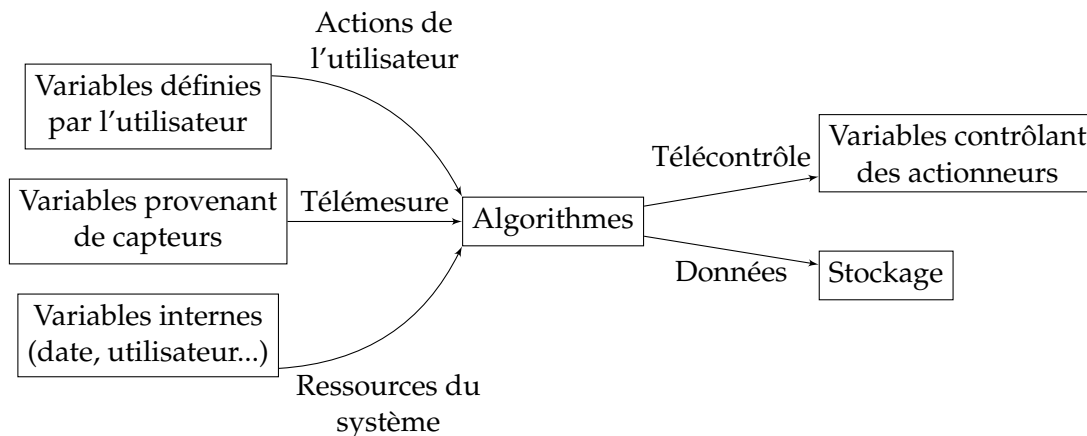 Actions de
l'utilisateur
Variables définies
par l'utilisateur
Télémesure
Variables provenant
de capteurs
Algorithmes
Télécontrôle
Variables contrôlant
des actionneurs
Données
Stockage
Variables internes
(date, utilisateur...)
Ressources du
système